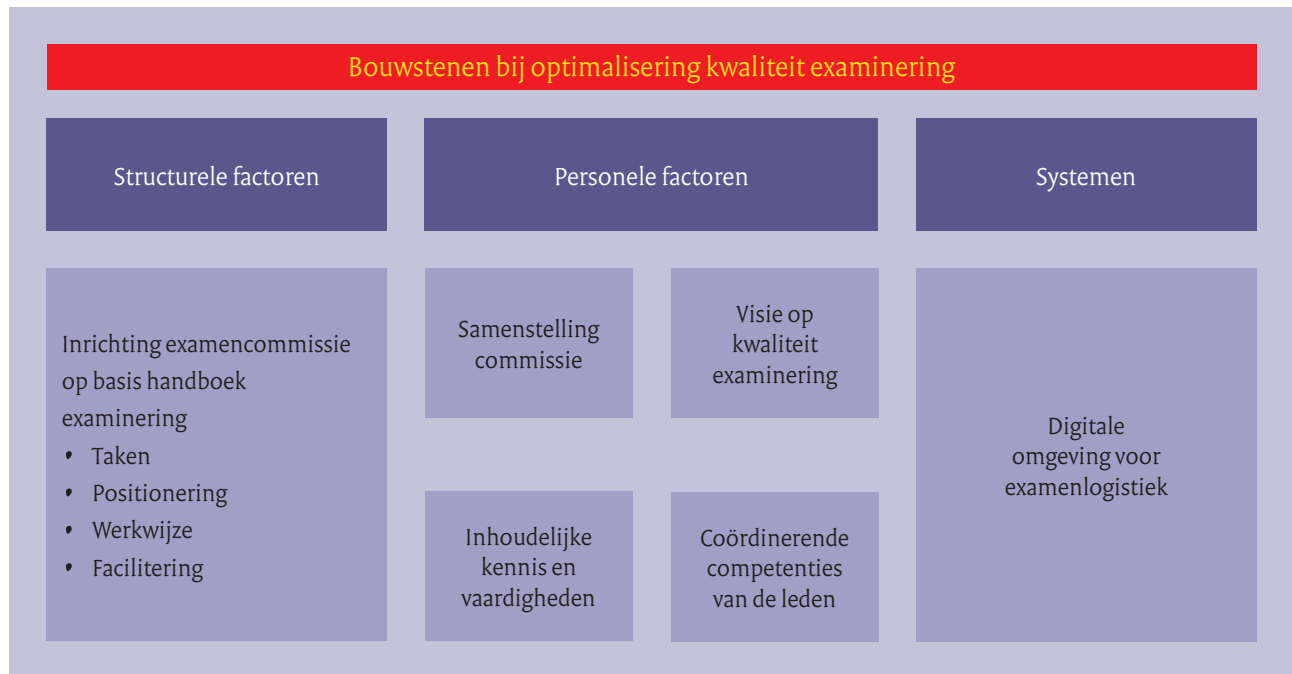 Bouwstenen bij optimalisering kwaliteit examinering
Structurele factoren
Personele factoren
Systemen
Inrichting examencommissie
op basis handboek
examinering
• Taken
• Positionering
• Werkwijze
• Facilitering
Samenstelling
commissie
Visie op
kwaliteit
examinering
Inhoudelijke
kennis en
vaardigheden
Coördinerende
competenties
van de leden
Digitale
omgeving voor
examenlogistiek